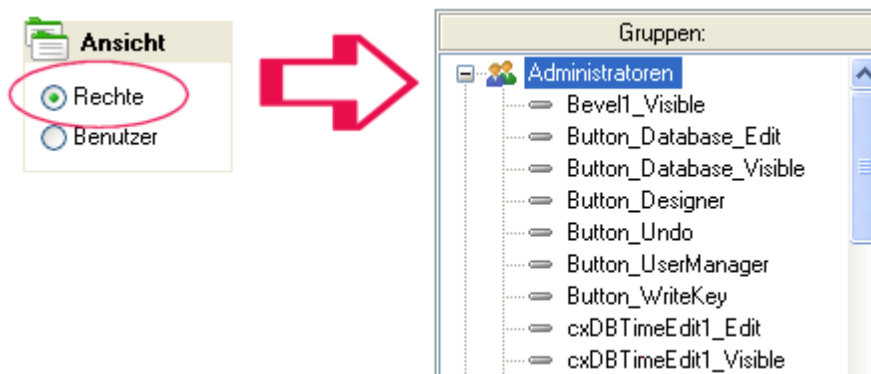 Ansicht
Rechte
Benutzer
Gruppen:
Administratoren
Bevel1_Visible
Button_Database_Edit
Button_Database_Visible
Button_Designer
Button_Undo
Button_UserManager
Button_WriteKey
cxDBTimeEdit1_Edit
cxDBTimeEdit1_Visible